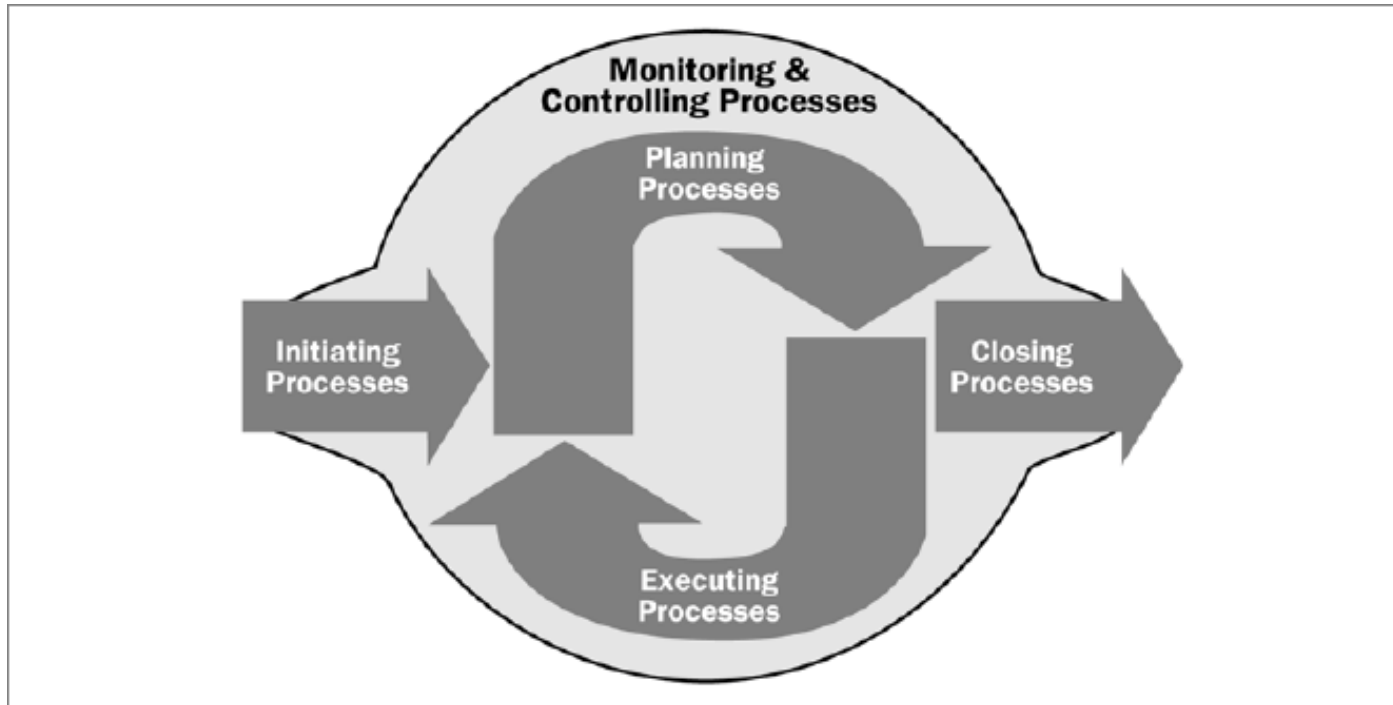 Monitoring &
Controlling Processes
Planning
Processes
Initiating
Processes
Closing
Processes
Executing
Processes